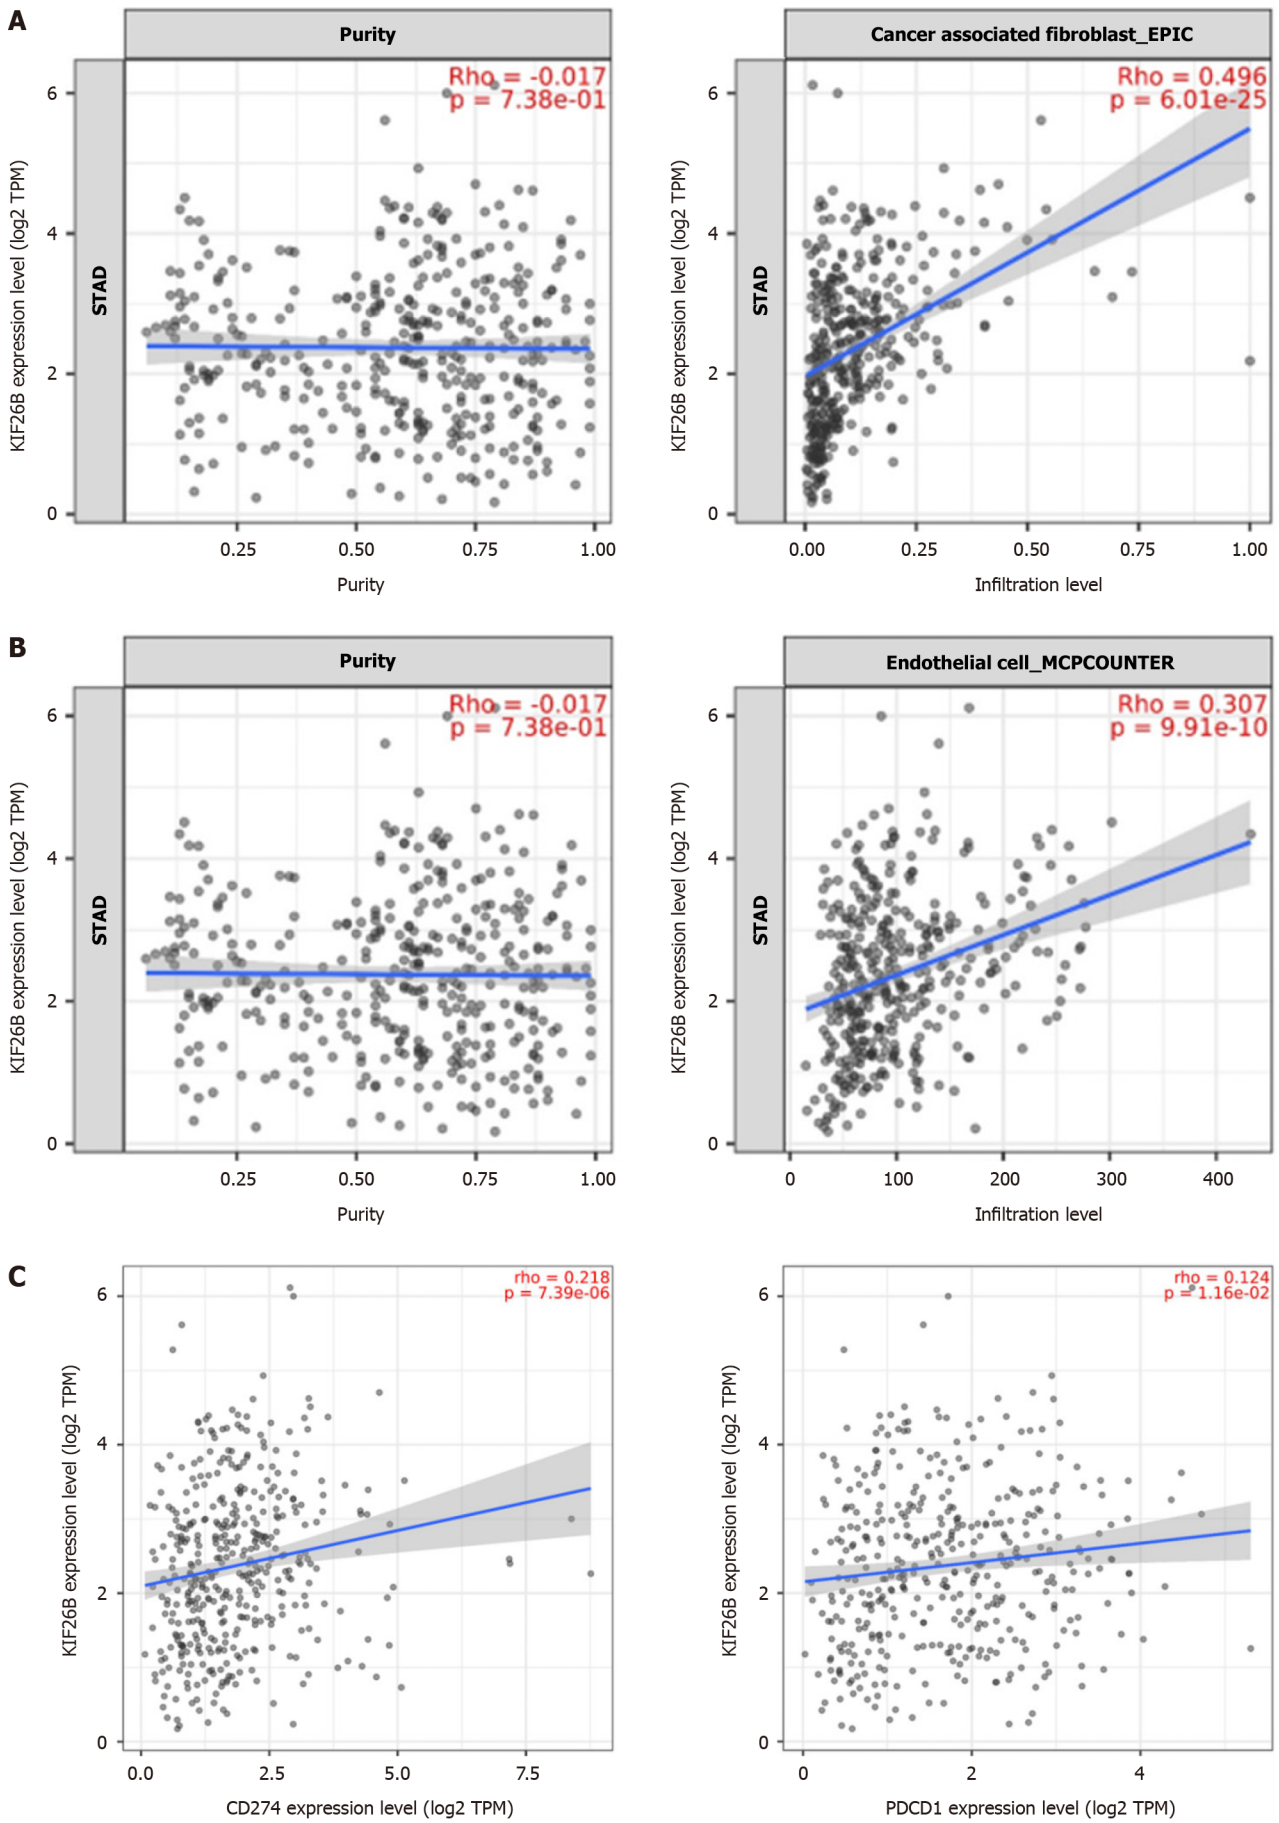 A
Purity
Rho = -0.017
p = 7.38e-01
6
4
2
0
KIF26B expression level (log2 TPM)
STAD
0.25
0.50
0.75
1.00
Purity
Cancer associated fibroblast_EPIC
Rho = 0.496
p = 6.01e-25
6
4
2
0
KIF26B expression level (log2 TPM)
STAD
0.00
0.25
0.50
0.75
1.00
Infiltration level
B
Purity
Rho = -0.017
p = 7.38e-01
6
4
2
0
KIF26B expression level (log2 TPM)
STAD
0.25
0.50
0.75
1.00
Purity
Endothelial cell_MCPCOUNTER
Rho = 0.307
p = 9.91e-10
6
4
2
0
KIF26B expression level (log2 TPM)
STAD
0
100
200
300
400
Infiltration level
C
rho = 0.218
p = 7.39e-06
6
4
2
0
KIF26B expression level (log2 TPM)
0.0
2.5
5.0
7.5
CD274 expression level (log2 TPM)
rho = 0.124
p = 1.16e-02
6
4
2
0
KIF26B expression level (log2 TPM)
0
2
4
PDCD1 expression level (log2 TPM)